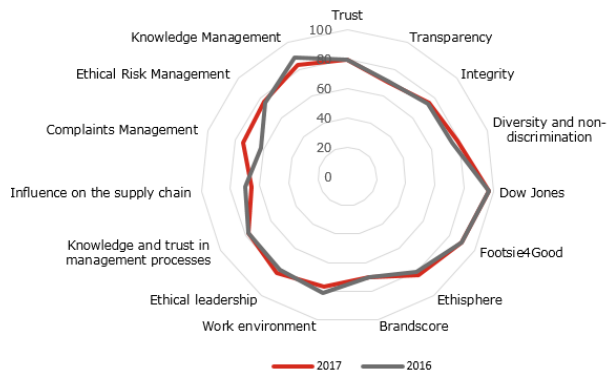 Trust
Transparency
Integrity
Diversity and non-
discrimination
Dow Jones
Footsie4Good
Ethisphere
Brandscore
Work environment
Ethical leadership
Knowledge and trust in
management processes
Influence on the supply chain
Complaints Management
Ethical Risk Management
Knowledge Management
100
80
60
40
20
0
2017
2016